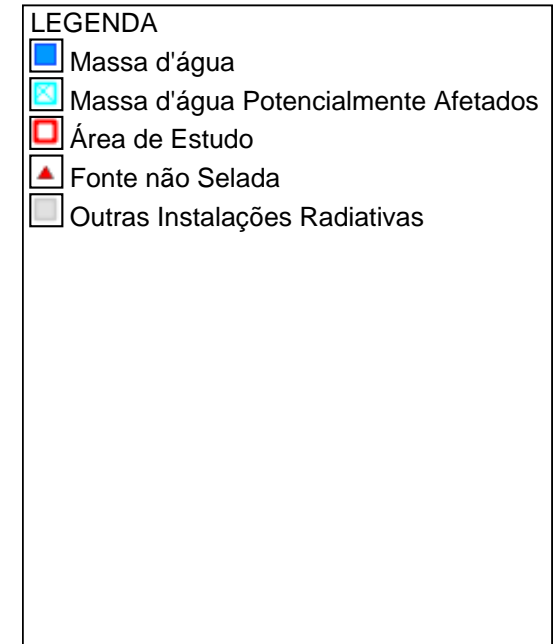 LEGENDA
Massa d'água
Massa d'água Potencialmente Afetados
Área de Estudo
Fonte não Selada
Outras Instalações Radiativas